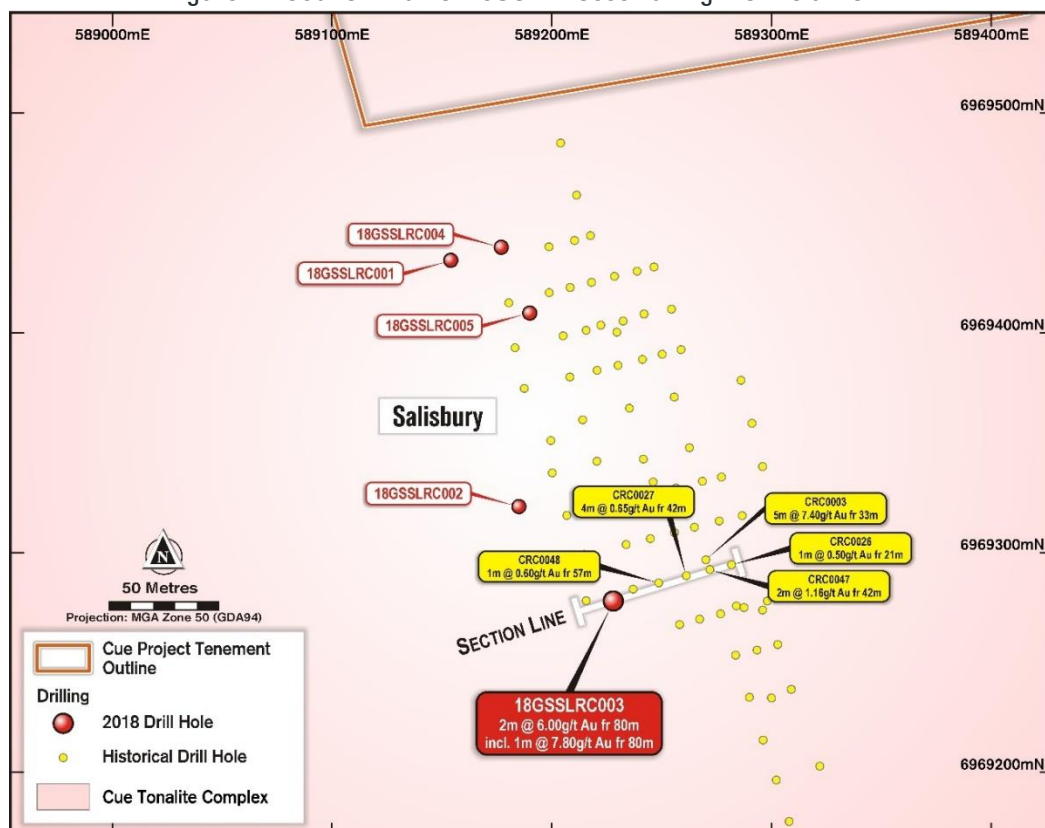 589000mE 589100mE 589200mE 589300mE 589400mE
6969500mN
18GSSLRC004
18GSSLRC001
18GSSLRC005
6969400mN
Salisbury
18GSSLRC002
CRC0027
4m @ 0.65g/t Au fr 42m
CRC0003
5m @ 7.40g/t Au fr 33m
CRC0026
1m @ 0.50g/t Au fr 21m
6969300mN
CRC0048
1m @ 0.60g/t Au fr 57m
CRC0047
2m @ 1.16g/t Au fr 42m
N
50 Metres
Projection: MGA Zone 50 (GDA94)
SECTION LINE
18GSSLRC003
2m @ 6.00g/t Au fr 80m
incl. 1m @ 7.80g/t Au fr 80m
Cue Project Tenement
Outline
Drilling
2018 Drill Hole
Historical Drill Hole
Cue Tonalite Complex
6969200mN